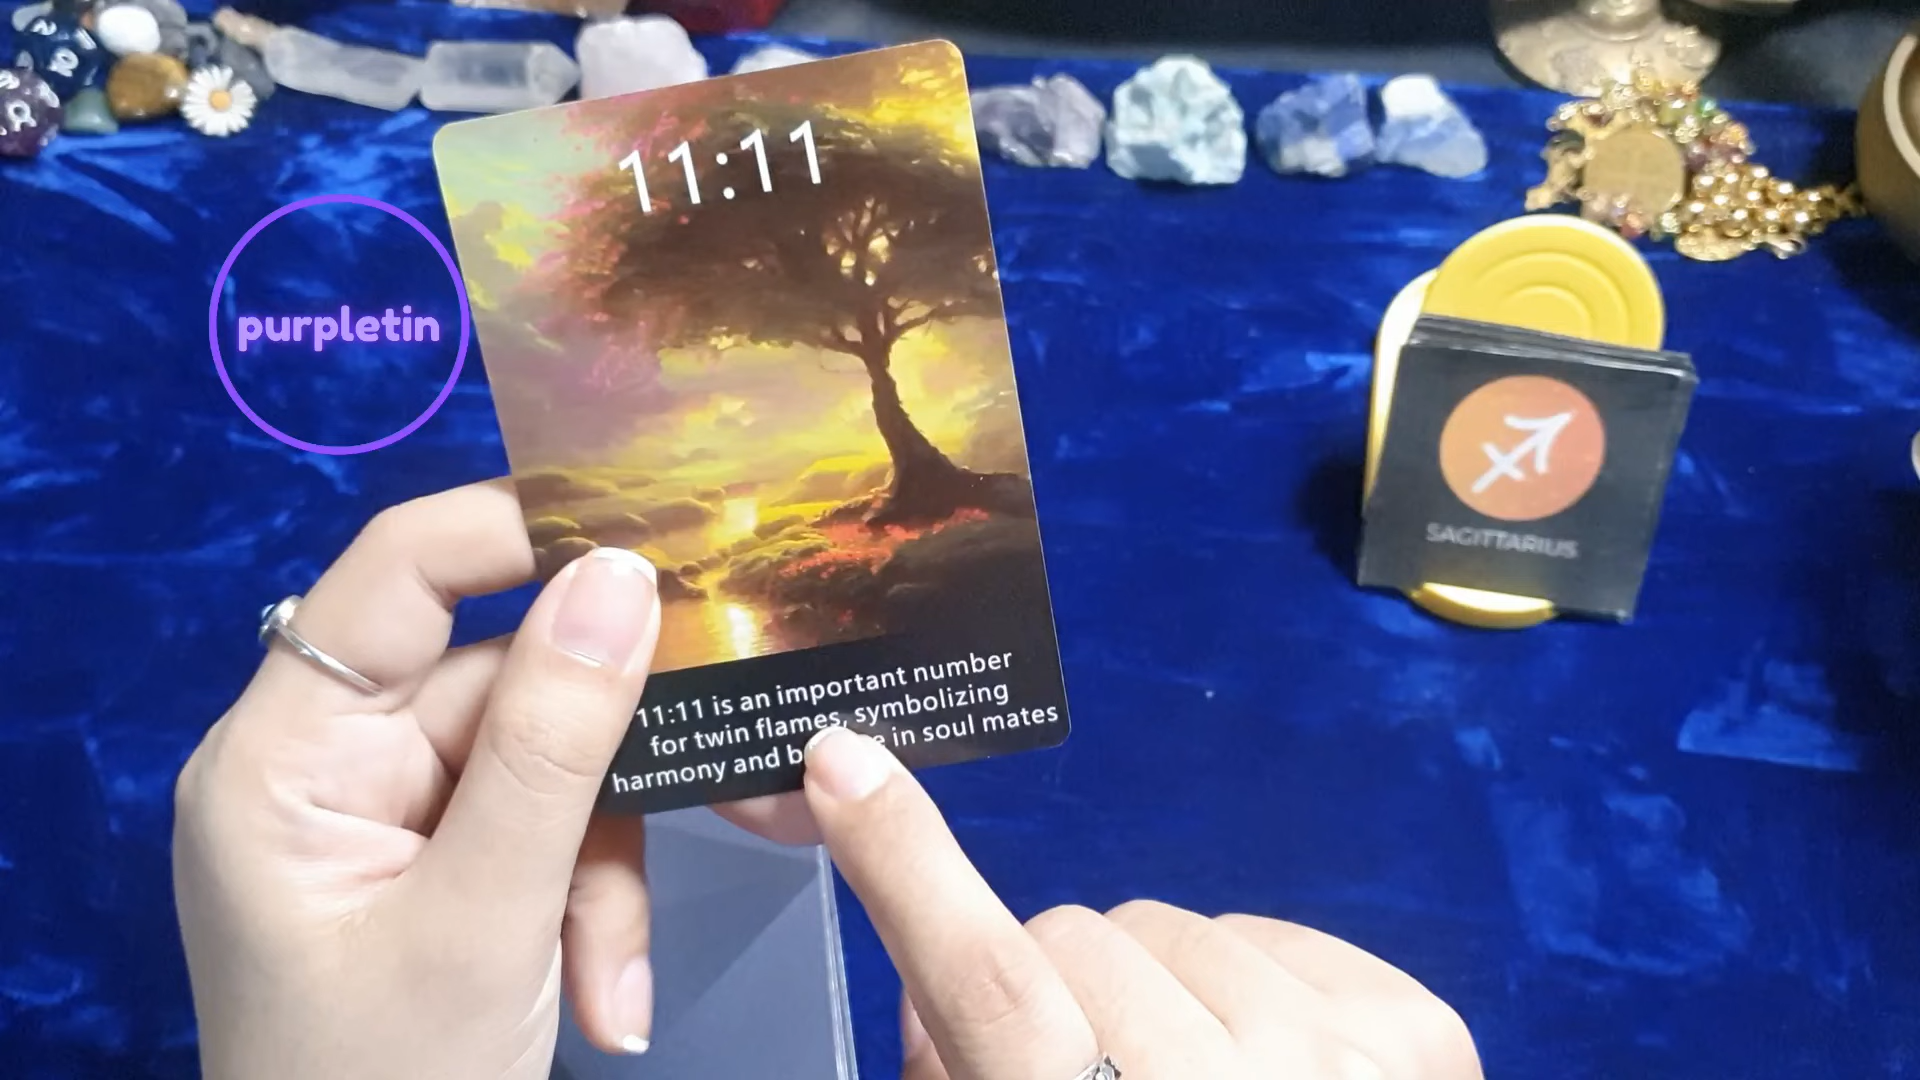 11:11
purpletin
SAGITTARIUS
11:11 is an important number
for twin flames, symbolizing
harmony and in soul mates